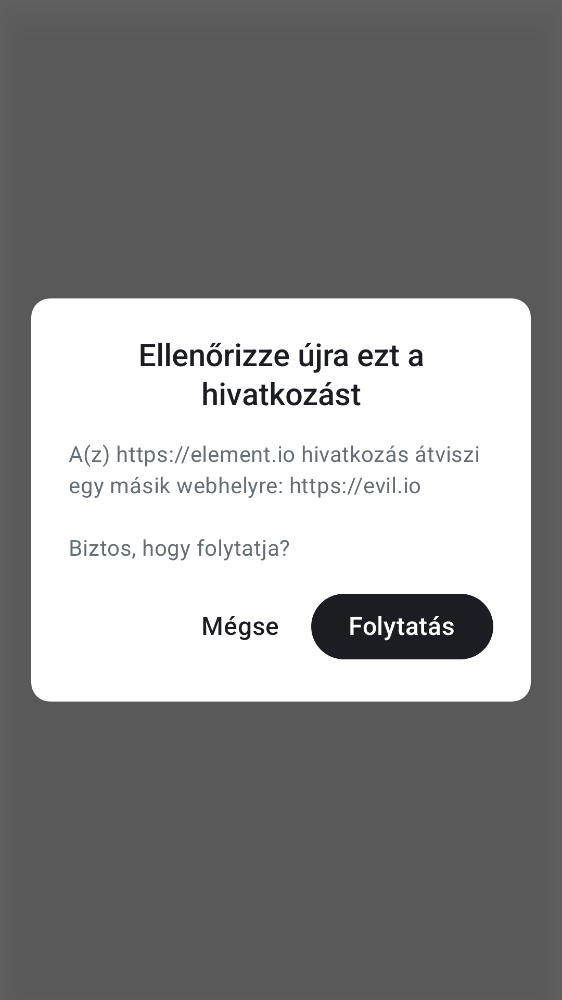 Ellenőrizze újra ezt a
hivatkozást
A(z) https://element.io hivatkozás átviszi
egy másik webhelyre: https://evil.io
Biztos, hogy folytatja?
Mégse
Folytatás